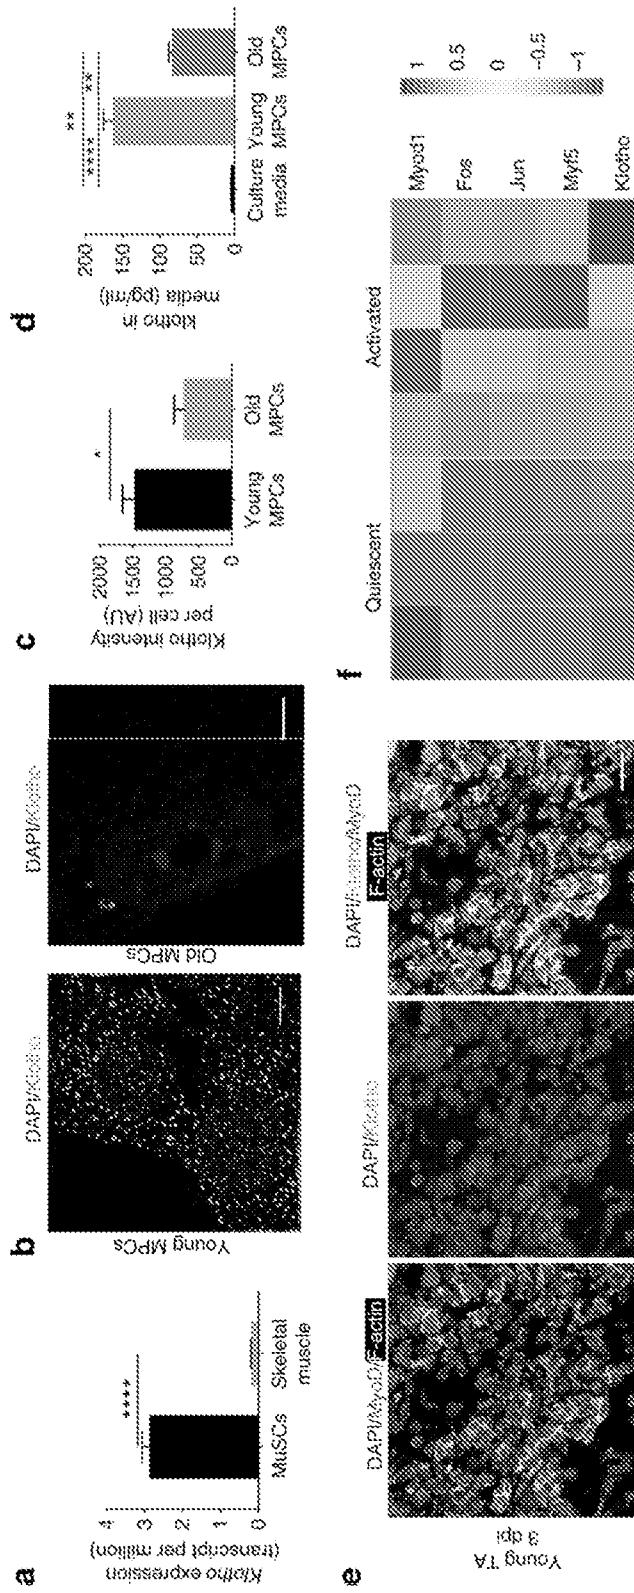 a
Klotho expression
(transcript per million)
4
3
2
1
0
****
MuSCs
Skeletal
muscle
b
DAPI/Klotho
Young MPCs
DAPI/Klotho
Old MPCs
c
Klotho intensity
per cell (AU)
2000
1500
1000
500
0
*
Young
MPCs
Old
MPCs
d
Klotho in
media (pg/ml)
200
150
100
50
0
**
**** **
Culture
media
Young
MPCs
Old
MPCs
e
Young TA
3 dpi
DAPI/MyoD/F-actin
DAPI/Klotho
DAPI/Klotho/MyoD
F-actin
f
Quiescent
Activated
Myod1
Fos
Jun
Myf5
Klotho
1
0.5
0
−0.5
−1